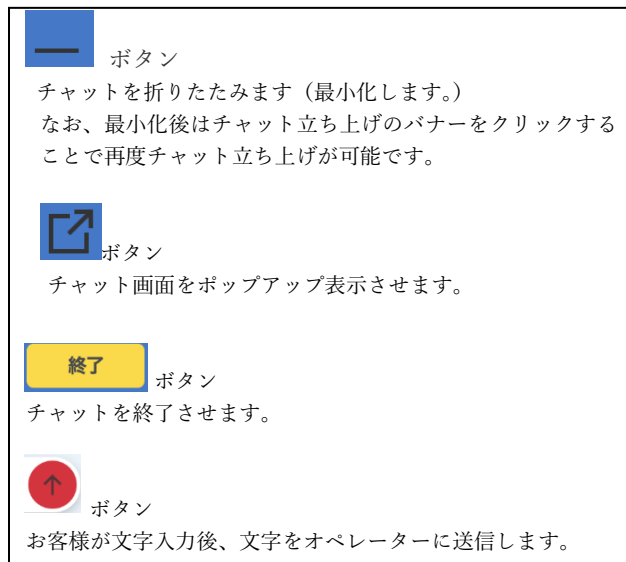 ボタン
チャットを折りたたみます（最小化します。）
なお、最小化後はチャット立ち上げのバナーをクリックする
ことで再度チャット立ち上げが可能です。
ボタン
チャット画面をポップアップ表示させます。
終了 ボタン
チャットを終了させます。
ボタン
お客様が文字入力後、文字をオペレーターに送信します。